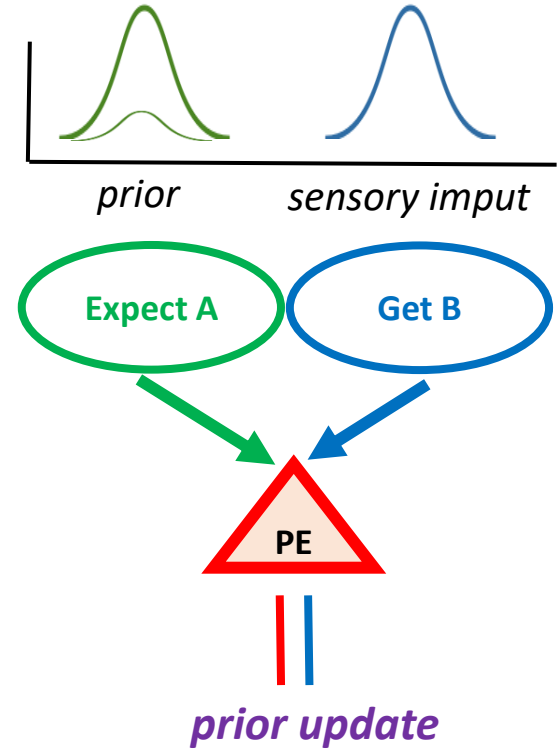 prior
sensory imput
Expect A
Get B
PE
prior update